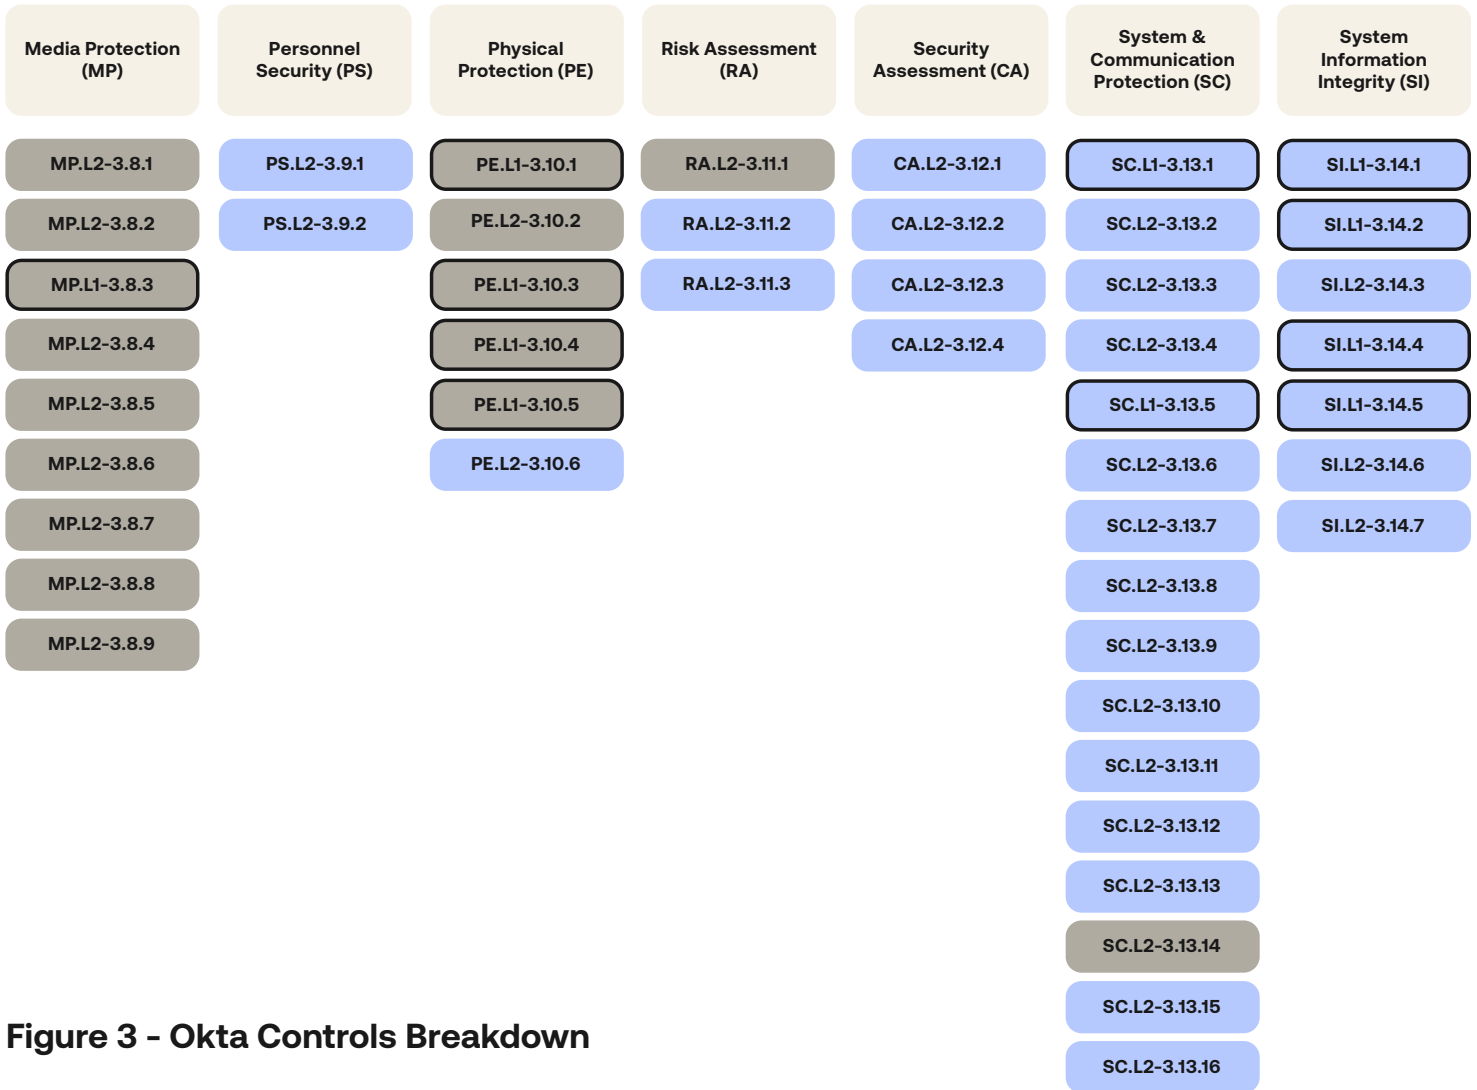 Media Protection
(MP)
Personnel
Security (PS)
Physical
Protection (PE)
Risk Assessment
(RA)
Security
Assessment (CA)
System &
Communication
Protection (SC)
System
Information
Integrity (SI)
MP.L2-3.8.1
MP.L2-3.8.2
MP.L1-3.8.3
MP.L2-3.8.4
MP.L2-3.8.5
MP.L2-3.8.6
MP.L2-3.8.7
MP.L2-3.8.8
MP.L2-3.8.9
PS.L2-3.9.1
PS.L2-3.9.2
PE.L1-3.10.1
PE.L2-3.10.2
PE.L1-3.10.3
PE.L1-3.10.4
PE.L1-3.10.5
PE.L2-3.10.6
RA.L2-3.11.1
RA.L2-3.11.2
RA.L2-3.11.3
CA.L2-3.12.1
CA.L2-3.12.2
CA.L2-3.12.3
CA.L2-3.12.4
SC.L1-3.13.1
SC.L2-3.13.2
SC.L2-3.13.3
SC.L2-3.13.4
SC.L1-3.13.5
SC.L2-3.13.6
SC.L2-3.13.7
SC.L2-3.13.8
SC.L2-3.13.9
SC.L2-3.13.10
SC.L2-3.13.11
SC.L2-3.13.12
SC.L2-3.13.13
SC.L2-3.13.14
SC.L2-3.13.15
SC.L2-3.13.16
SI.L1-3.14.1
SI.L1-3.14.2
SI.L2-3.14.3
SI.L1-3.14.4
SI.L1-3.14.5
SI.L2-3.14.6
SI.L2-3.14.7
Figure 3 - Okta Controls Breakdown